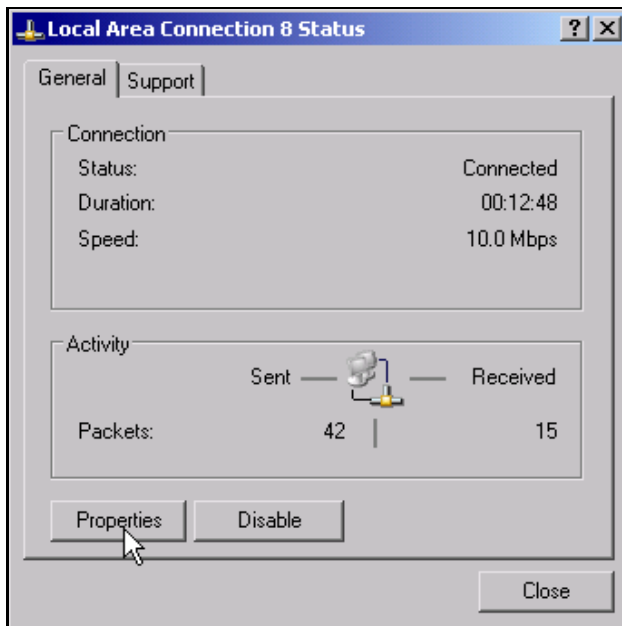 Local Area Connection 8 Status
General Support
Connection
Status: Connected
Duration: 00:12:48
Speed: 10.0 Mbps
Activity
Sent Received
Packets: 42 15
Properties Disable
Close